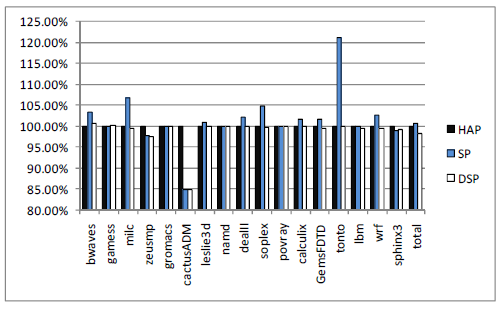 125.00%
120.00%
115.00%
110.00%
105.00%
100.00%
95.00%
90.00%
85.00%
80.00%
HAP
SP
DSP
bwaves
gamess
milc
zeusmp
gromacs
cactusADM
leslie3d
namd
dealII
soplex
povray
calculix
GemsFDTD
tonto
lbm
wrf
sphinx3
total